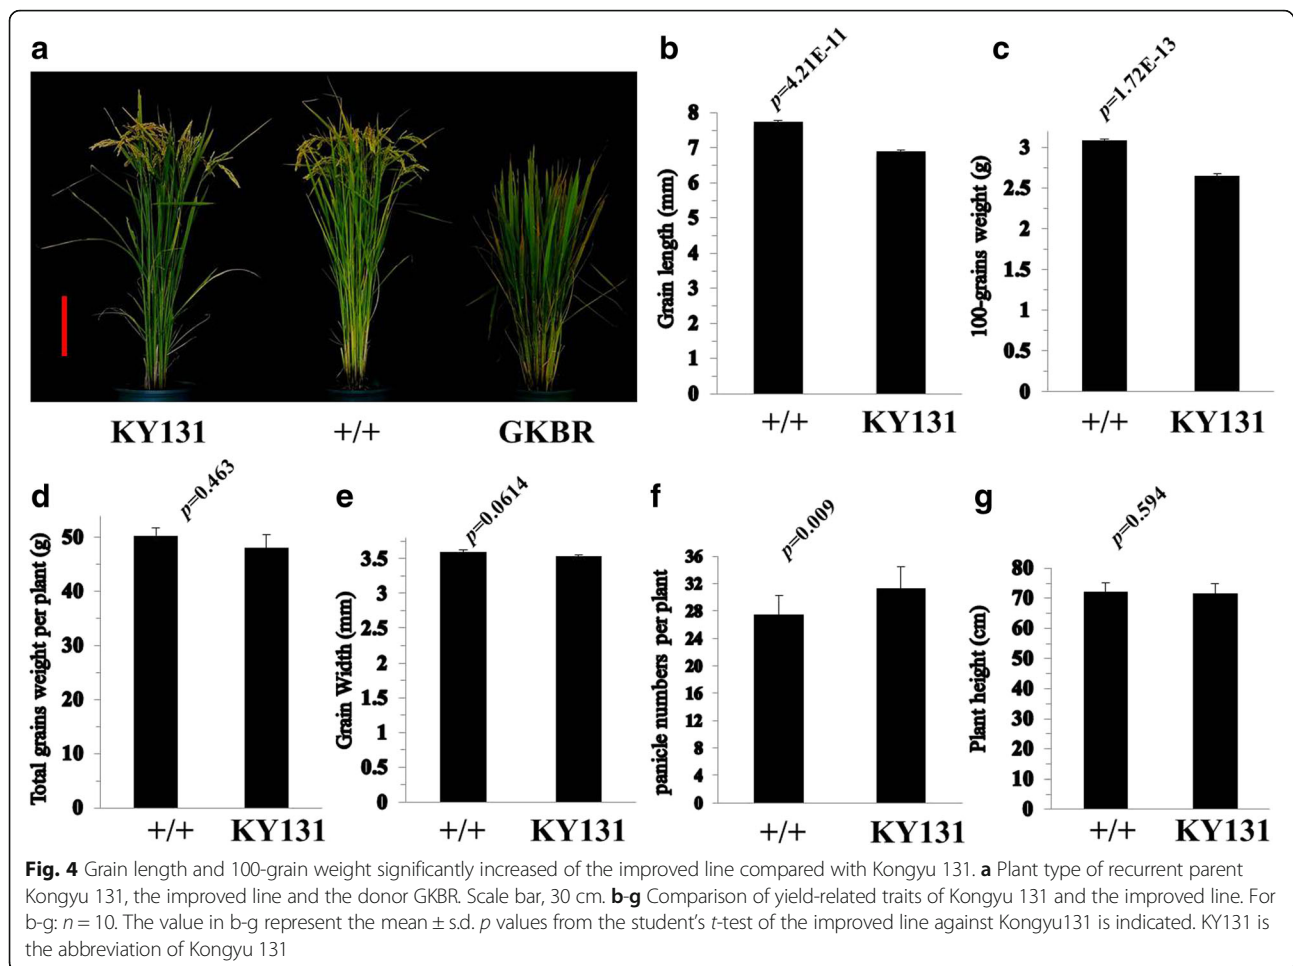 a
KY131
+/+
GKBR
b
p=4.21E-11
Grain length (mm)
8
7
6
5
4
3
2
1
0
+/+
KY131
c
p=1.72E-13
100-grains weight (g)
3
2.5
2
1.5
1
0.5
0
+/+
KY131
d
p=0.463
Total grains weight per plant (g)
50
40
30
20
10
0
+/+
KY131
e
p=0.0614
Grain Width (mm)
3.5
3
2.5
2
1.5
1
0.5
0
+/+
KY131
f
p=0.009
panicle numbers per plant
36
32
28
24
20
16
12
8
4
0
+/+
KY131
g
p=0.594
Plant height (cm)
80
70
60
50
40
30
20
10
0
+/+
KY131
Fig. 4 Grain length and 100-grain weight significantly increased of the improved line compared with Kongyu 131. a Plant type of recurrent parent
Kongyu 131, the improved line and the donor GKBR. Scale bar, 30 cm. b-g Comparison of yield-related traits of Kongyu 131 and the improved line. For
b-g: n = 10. The value in b-g represent the mean ± s.d. p values from the student's t-test of the improved line against Kongyu131 is indicated. KY131 is
the abbreviation of Kongyu 131